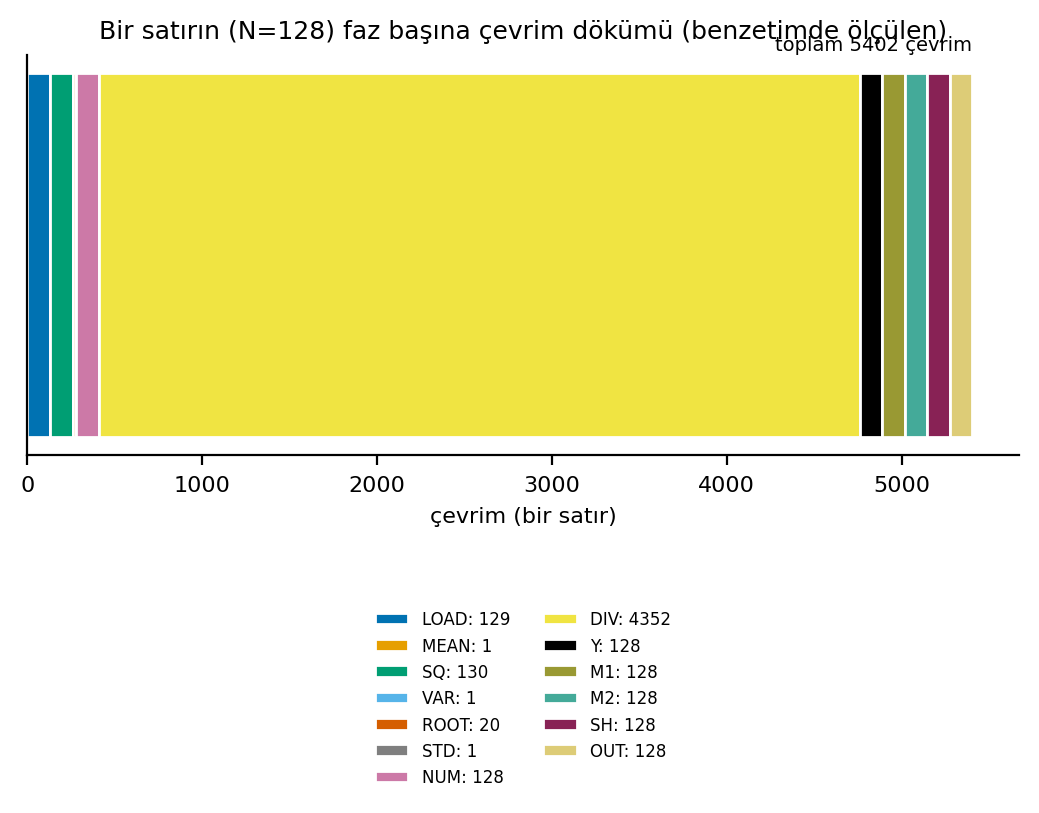 Bir satırın (N=128) faz başına çevrim dökümü (benzetimde ölçülen)
toplam 5402 çevrim
0 1000 2000 3000 4000 5000
çevrim (bir satır)
LOAD: 129
MEAN: 1
SQ: 130
VAR: 1
ROOT: 20
STD: 1
NUM: 128
DIV: 4352
Y: 128
M1: 128
M2: 128
SH: 128
OUT: 128